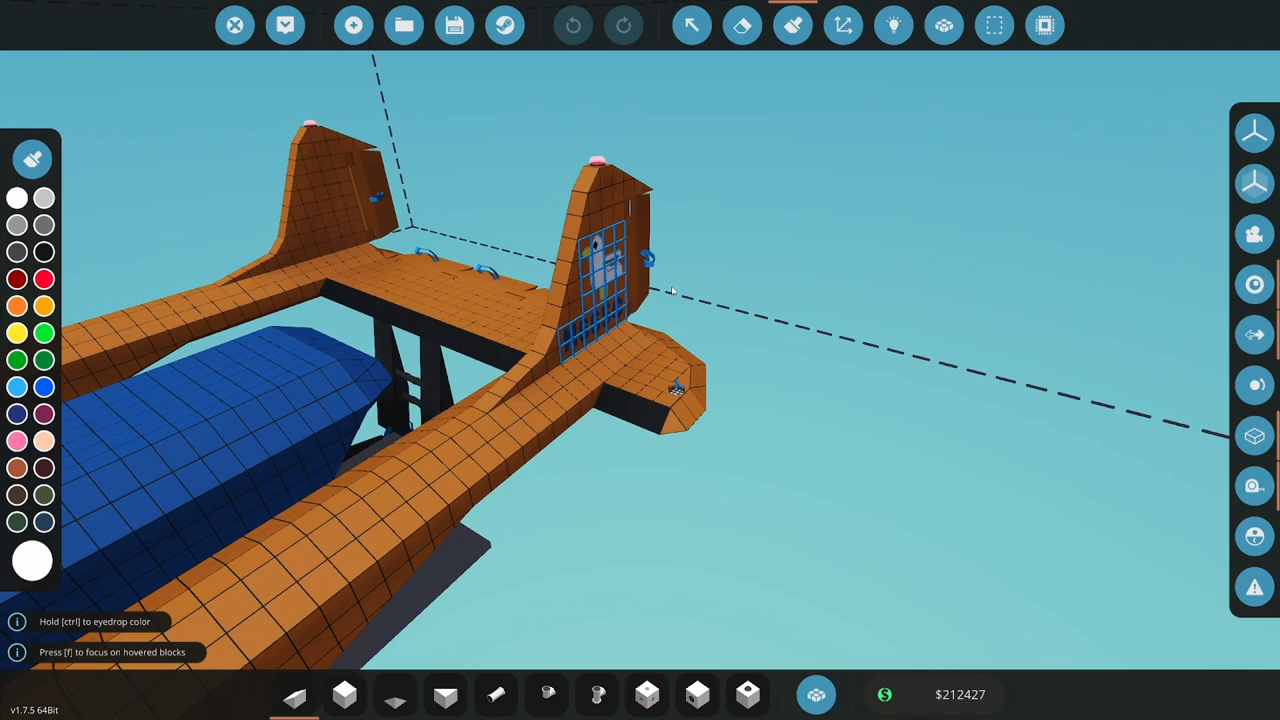 Hold [ctrl] to eyedrop color
Press [f] to focus on hovered blocks
$212427
v1.7.5 64Bit